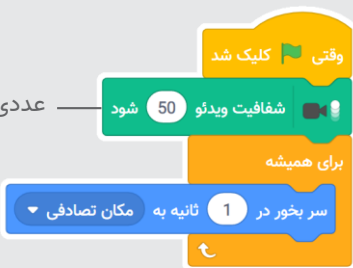 وقتی کلیک شد
شفافیت ویدئو 50 شود
عددی
برای همیشه
سر بخور در 1 ثانیه به مکان تصادفی